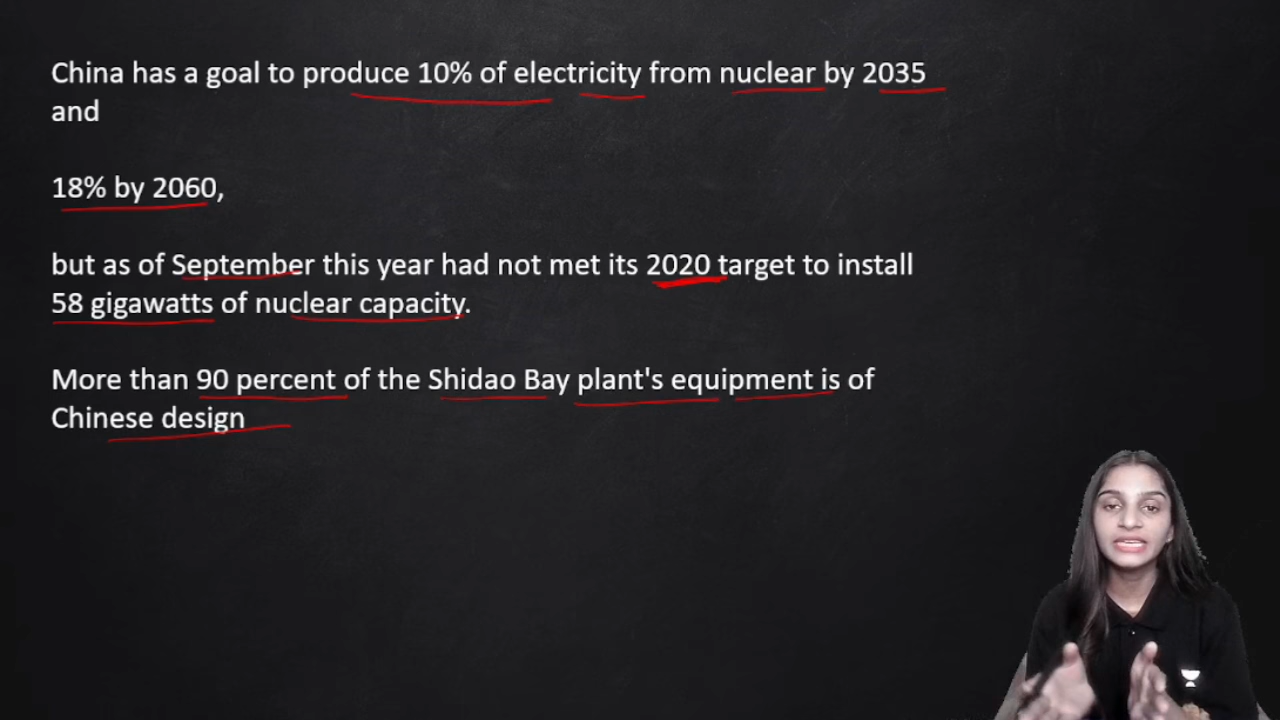 China has a goal to produce 10% of electricity from nuclear by 2035
and
18% by 2060,
but as of September this year had not met its 2020 target to install
58 gigawatts of nuclear capacity.
More than 90 percent of the Shidao Bay plant's equipment is of
Chinese design